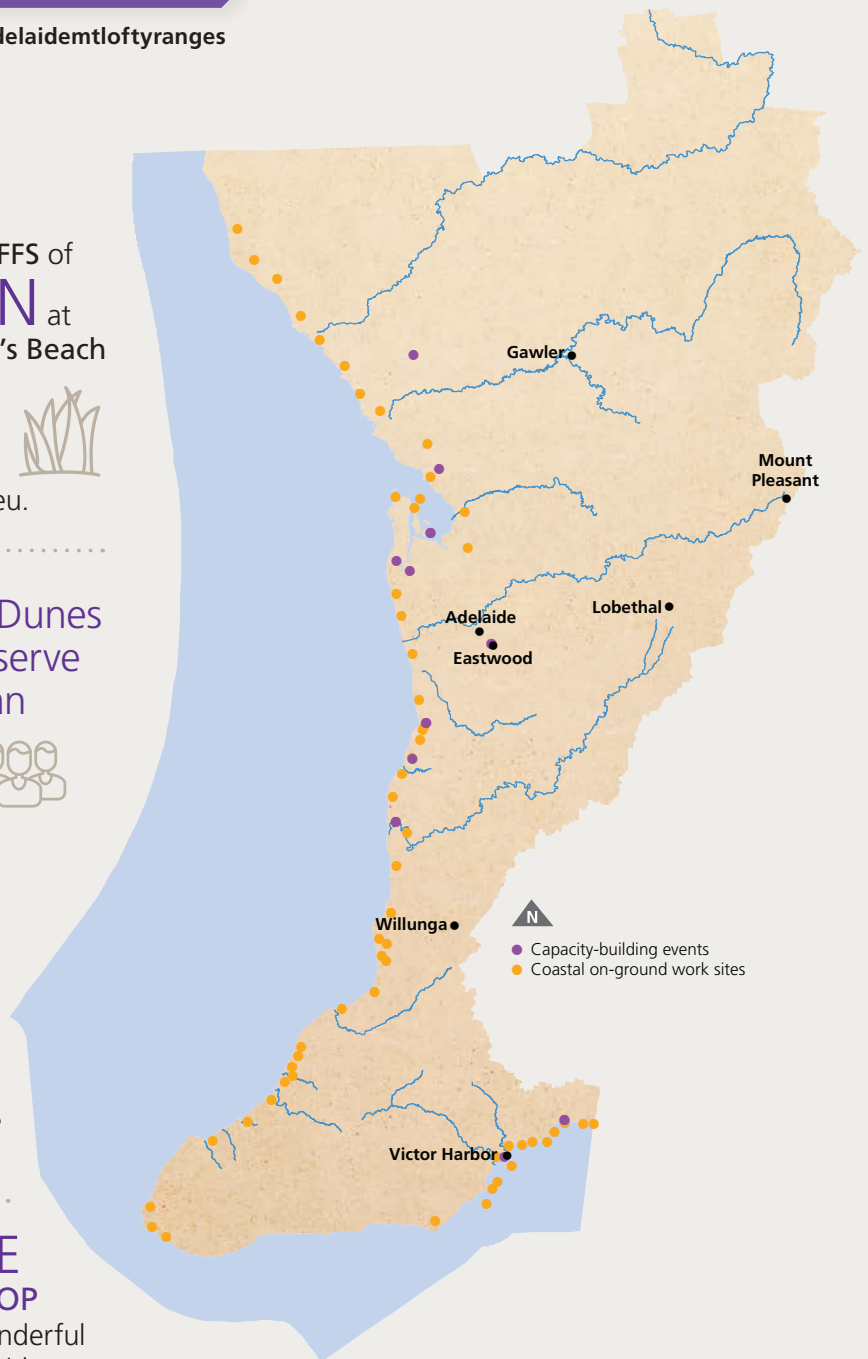 delaidemtloftyranges
FFS of
N at
's Beach
eu.
Dunes
serve
an
E
OP
nderful
Gawler
Mount
Pleasant
Lobethal
Adelaide
Eastwood
Willunga
N
Capacity-building events
Coastal on-ground work sites
Victor Harbor